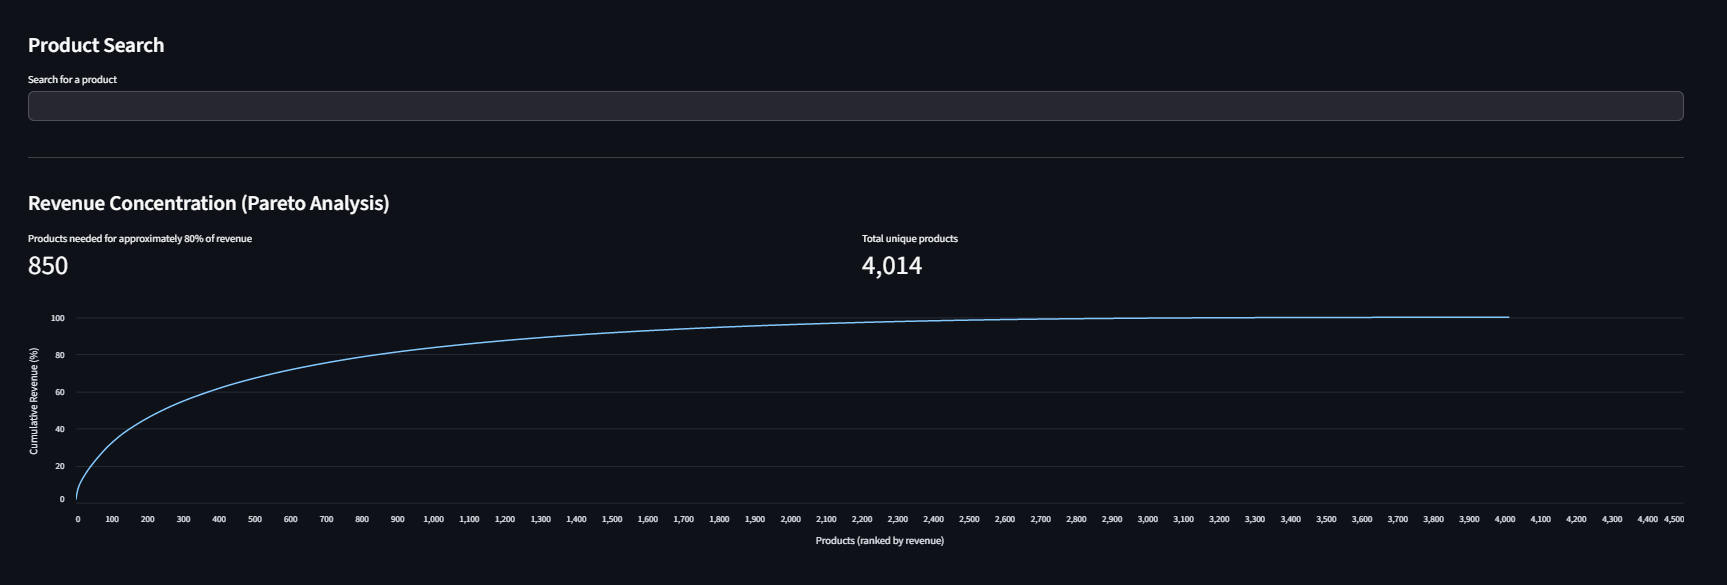 Product Search
Search for a product
Revenue Concentration (Pareto Analysis)
Products needed for approximately 80% of revenue
850
Total unique products
4,014
100
80
60
40
20
0
Cumulative Revenue (%)
0 100 200 300 400 500 600 700 800 900 1,000 1,100 1,200 1,300 1,400 1,500 1,600 1,700 1,800 1,900 2,000 2,100 2,200 2,300 2,400 2,500 2,600 2,700 2,800 2,900 3,000 3,100 3,200 3,300 3,400 3,500 3,600 3,700 3,800 3,900 4,000 4,100 4,200 4,300 4,400 4,500
Products (ranked by revenue)